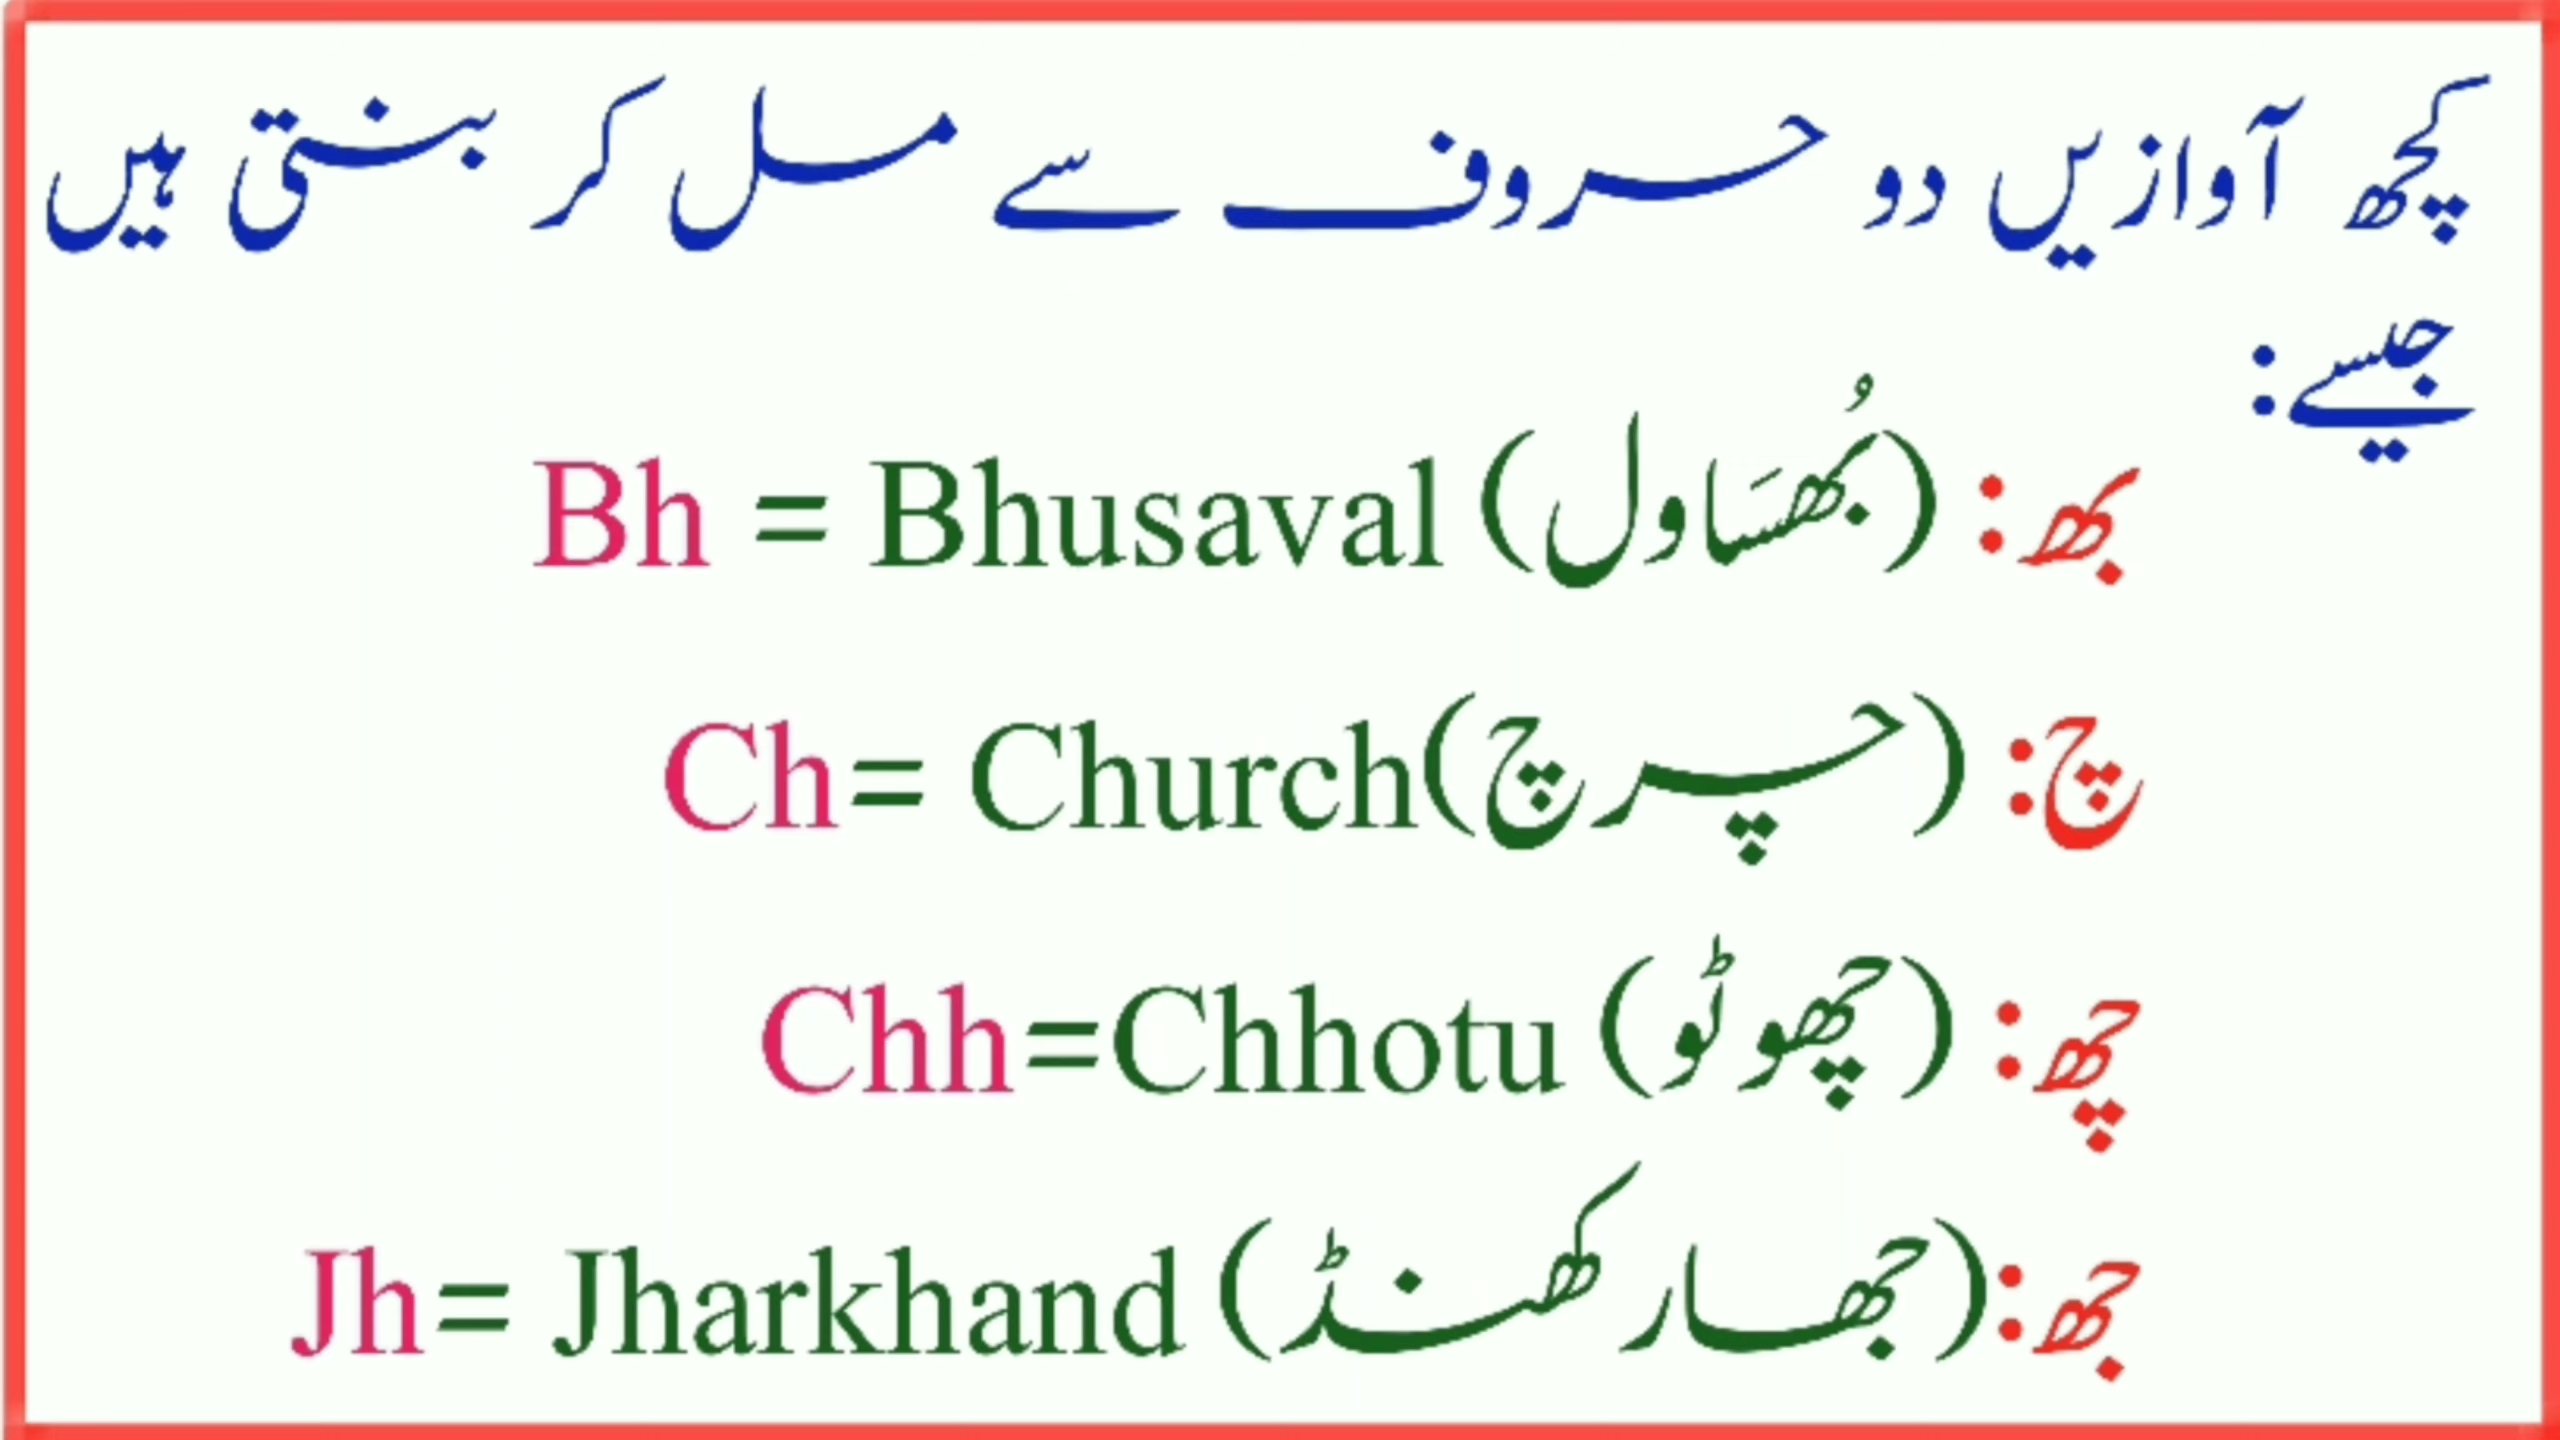 کچھ آوازیں دو حروف سے مل کر بنتی ہیں
جیسے:
بھ: (بُھسَاول) Bh = Bhusaval
چ: (چرچ) Ch= Church
چھ: (چھوٹو) Chh=Chhotu
جھ: (جھارکھنڈ) Jh= Jharkhand